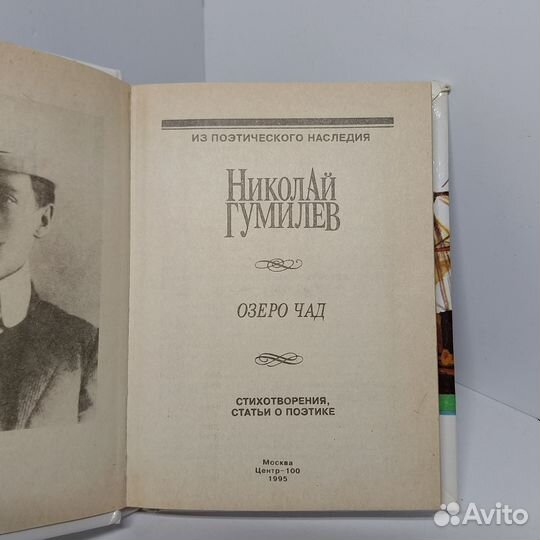 ИЗ ПОЭТИЧЕСКОГО НАСЛЕДИЯ
НИКОЛАЙ
ГУМИЛЕВ
ОЗЕРО ЧАД
СТИХОТВОРЕНИЯ,
СТАТЬИ О ПОЭТИКЕ
Москва
Центр-100
1995
Avito